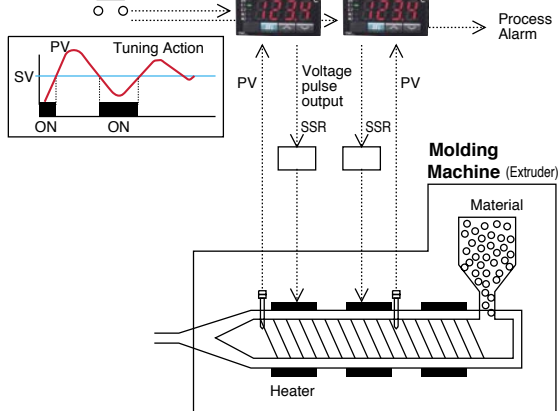 1234
1234
Process
Alarm
PV
Tuning Action
SV
ON
ON
PV
Voltage
pulse
output
PV
SSR
SSR
Molding
Machine (Extruder)
Material
Heater